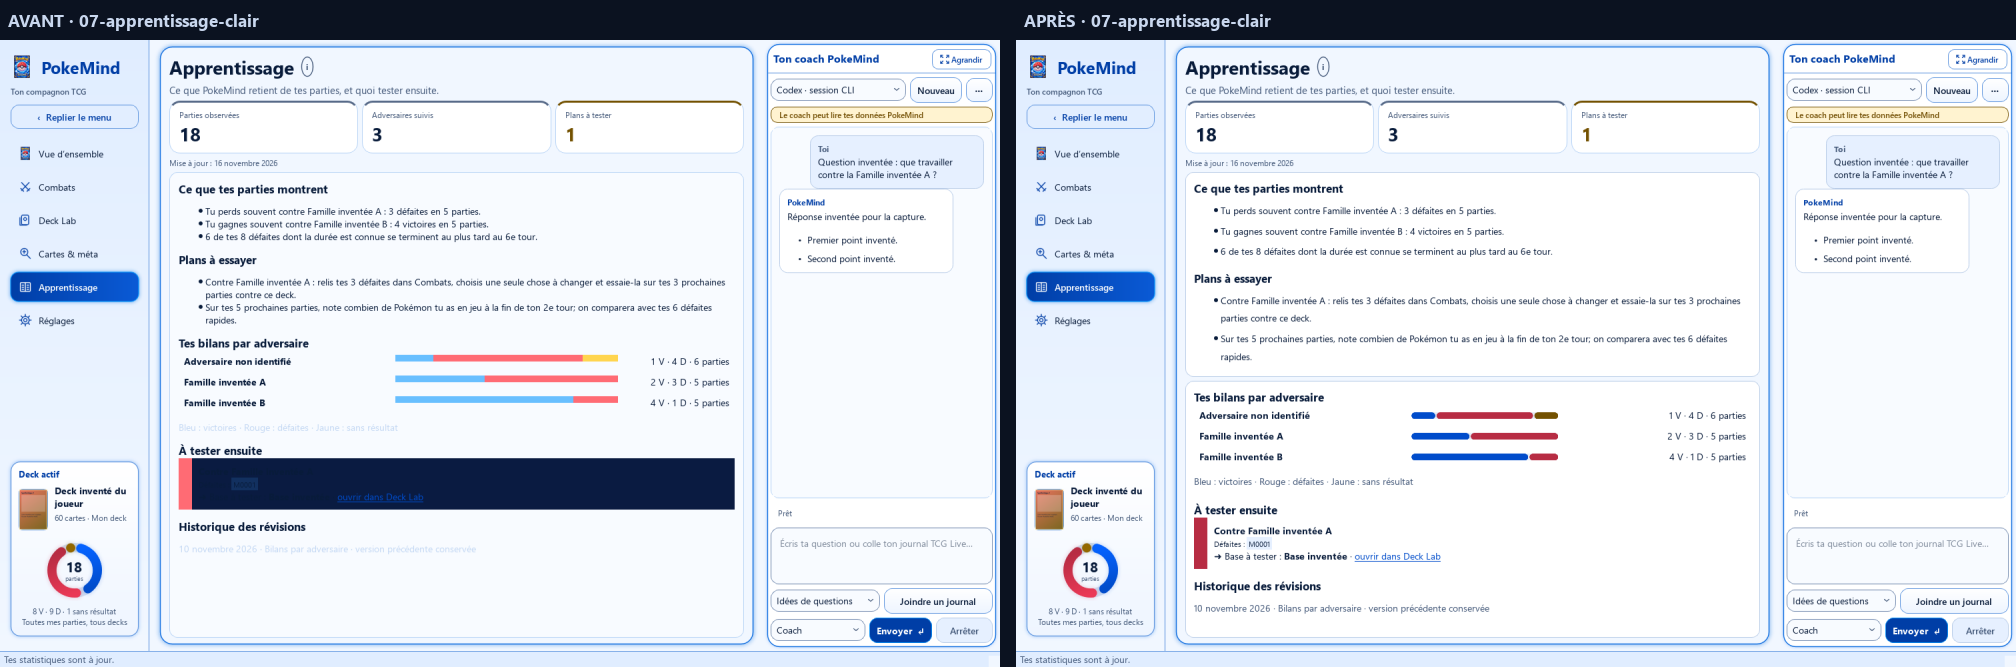 AVANT · 07-apprentissage-clair
PokeMind
Ton compagnon TCG
‹ Replier le menu
Vue d'ensemble
Combats
Deck Lab
Cartes & méta
Apprentissage
Réglages
Deck actif
Deck inventé du
joueur
60 cartes · Mon deck
18
parties
8 V · 9 D · 1 sans résultat
Toutes mes parties, tous decks
Apprentissage i
Ce que PokeMind retient de tes parties, et quoi tester ensuite.
Parties observées
18
Adversaires suivis
3
Plans à tester
1
Mise à jour : 16 novembre 2026
Ce que tes parties montrent
• Tu perds souvent contre Famille inventée A : 3 défaites en 5 parties.
• Tu gagnes souvent contre Famille inventée B : 4 victoires en 5 parties.
• 6 de tes 8 défaites dont la durée est connue se terminent au plus tard au 6e tour.
Plans à essayer
• Contre Famille inventée A : relis tes 3 défaites dans Combats, choisis une seule chose à changer et essaie-la sur tes 3 prochaines
parties contre ce deck.
• Sur tes 5 prochaines parties, note combien de Pokémon tu as en jeu à la fin de ton 2e tour; on comparera avec tes 6 défaites
rapides.
Tes bilans par adversaire
Adversaire non identifié 1 V · 4 D · 6 parties
Famille inventée A 2 V · 3 D · 5 parties
Famille inventée B 4 V · 1 D · 5 parties
Bleu : victoires · Rouge : défaites · Jaune : sans résultat
À tester ensuite
M0001
ouvrir dans Deck Lab
Historique des révisions
10 novembre 2026 · Bilans par adversaire · version précédente conservée
Ton coach PokeMind
Agrandir
Codex · session CLI
Nouveau
...
Le coach peut lire tes données PokeMind
Toi
Question inventée : que travailler
contre la Famille inventée A ?
PokeMind
Réponse inventée pour la capture.
• Premier point inventé.
• Second point inventé.
Prêt
Écris ta question ou colle ton journal TCG Live...
Idées de questions
Joindre un journal
Coach
Envoyer ↲
Arrêter
Tes statistiques sont à jour.
APRÈS · 07-apprentissage-clair
PokeMind
Ton compagnon TCG
‹ Replier le menu
Vue d'ensemble
Combats
Deck Lab
Cartes & méta
Apprentissage
Réglages
Deck actif
Deck inventé du
joueur
60 cartes · Mon deck
18
parties
8 V · 9 D · 1 sans résultat
Toutes mes parties, tous decks
Apprentissage i
Ce que PokeMind retient de tes parties, et quoi tester ensuite.
Parties observées
18
Adversaires suivis
3
Plans à tester
1
Mise à jour : 16 novembre 2026
Ce que tes parties montrent
• Tu perds souvent contre Famille inventée A : 3 défaites en 5 parties.
• Tu gagnes souvent contre Famille inventée B : 4 victoires en 5 parties.
• 6 de tes 8 défaites dont la durée est connue se terminent au plus tard au 6e tour.
Plans à essayer
• Contre Famille inventée A : relis tes 3 défaites dans Combats, choisis une seule chose à changer et essaie-la sur tes 3 prochaines
parties contre ce deck.
• Sur tes 5 prochaines parties, note combien de Pokémon tu as en jeu à la fin de ton 2e tour; on comparera avec tes 6 défaites
rapides.
Tes bilans par adversaire
Adversaire non identifié 1 V · 4 D · 6 parties
Famille inventée A 2 V · 3 D · 5 parties
Famille inventée B 4 V · 1 D · 5 parties
Bleu : victoires · Rouge : défaites · Jaune : sans résultat
À tester ensuite
Contre Famille inventée A
Défaites : M0001
➔ Base à tester : Base inventée · ouvrir dans Deck Lab
Historique des révisions
10 novembre 2026 · Bilans par adversaire · version précédente conservée
Ton coach PokeMind
Agrandir
Codex · session CLI
Nouveau
...
Le coach peut lire tes données PokeMind
Toi
Question inventée : que travailler
contre la Famille inventée A ?
PokeMind
Réponse inventée pour la capture.
• Premier point inventé.
• Second point inventé.
Prêt
Écris ta question ou colle ton journal TCG Live...
Idées de questions
Joindre un journal
Coach
Envoyer ↲
Arrêter
Tes statistiques sont à jour.